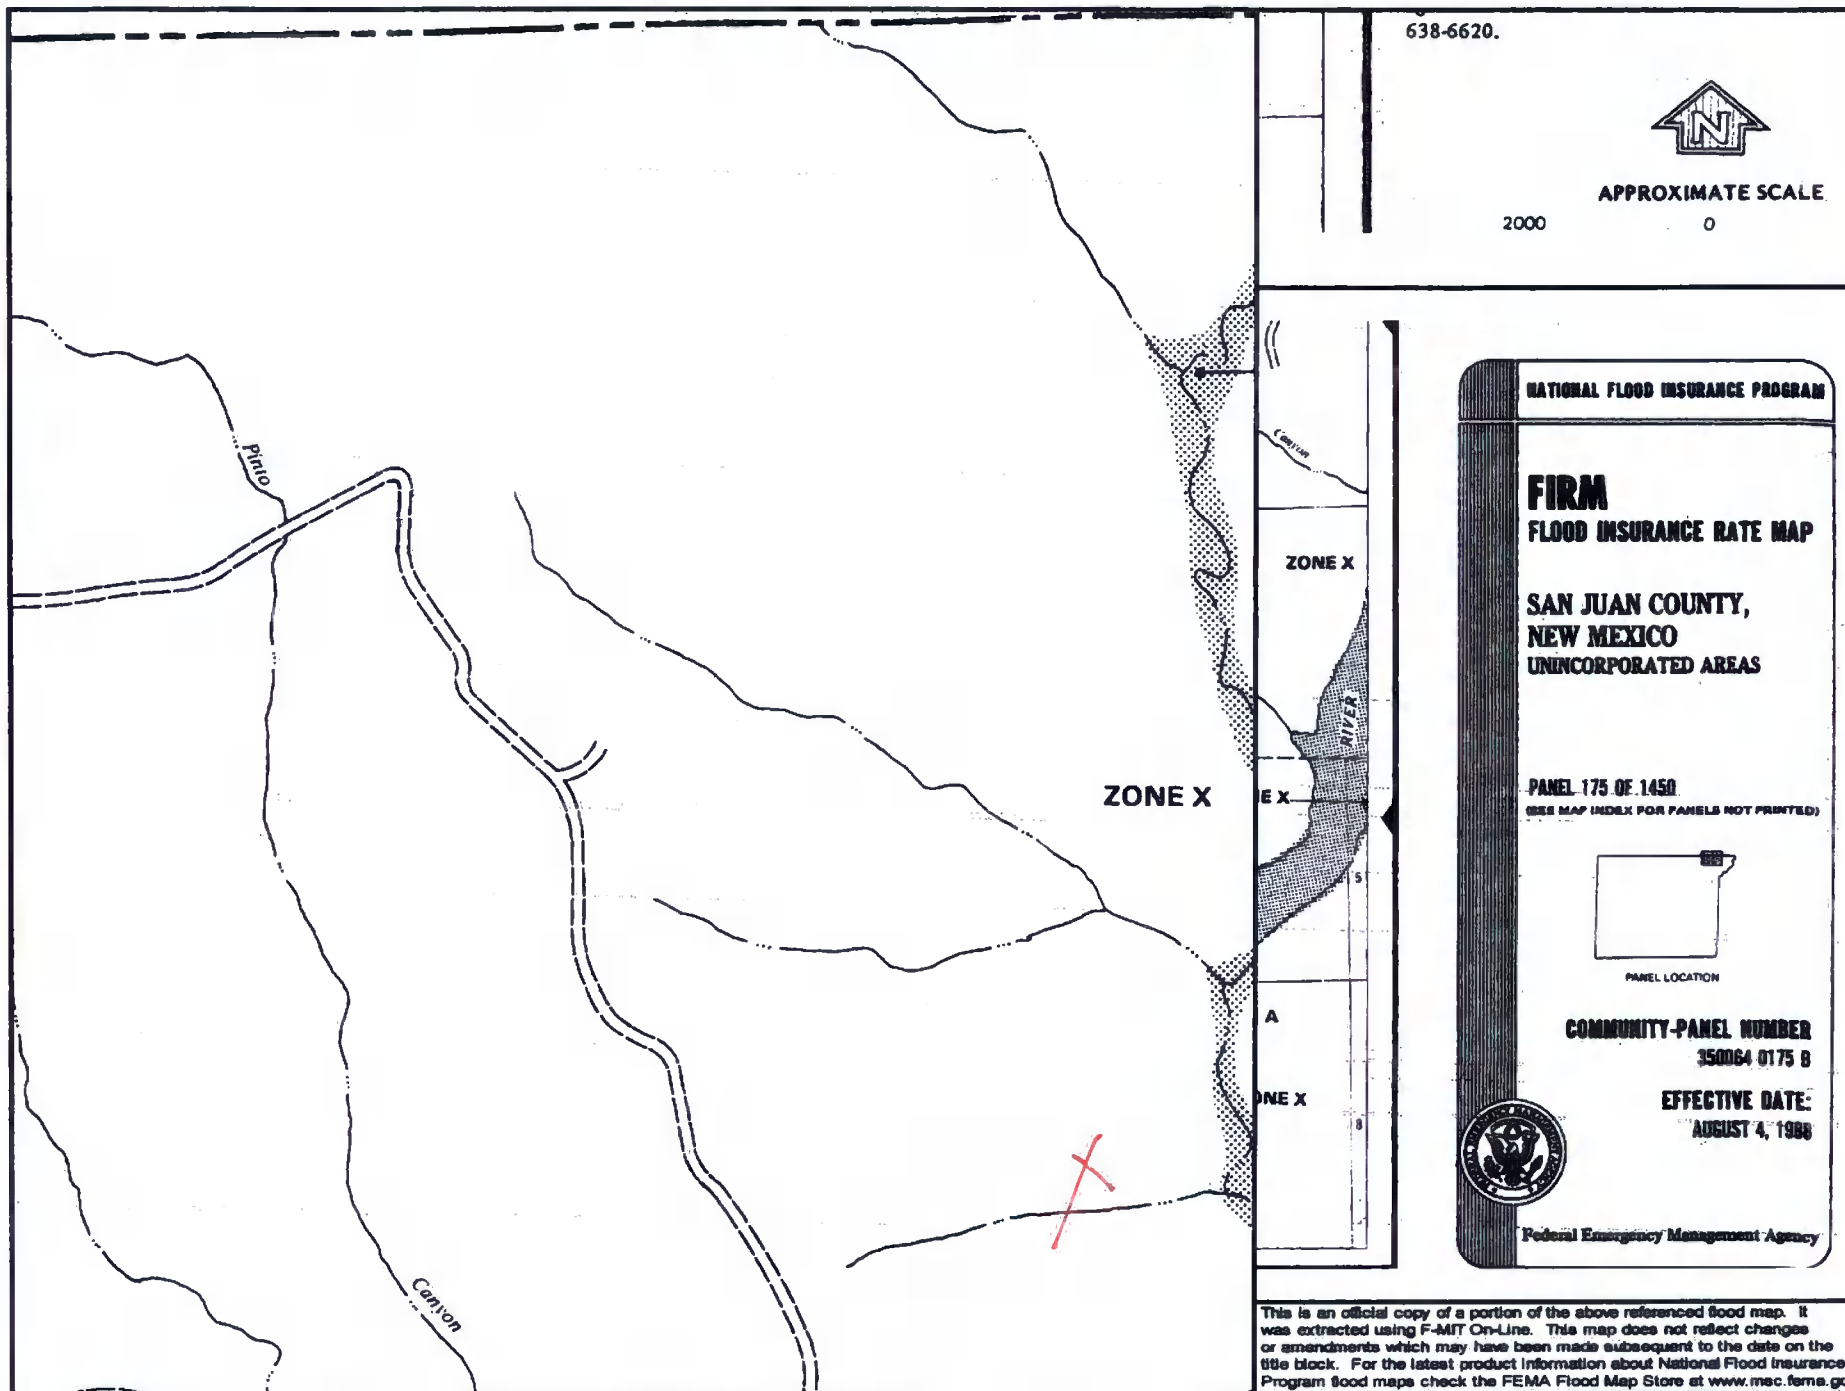 638-6620.
N
APPROXIMATE SCALE
2000 0
Pinto
Canyon
ZONE X
Canyon
ZONE X
RIVER
E X
5
A
ONE X
8
NATIONAL FLOOD INSURANCE PROGRAM
FIRM
FLOOD INSURANCE RATE MAP
SAN JUAN COUNTY,
NEW MEXICO
UNINCORPORATED AREAS
PANEL 175 OF 1450
(SEE MAP INDEX FOR PANELS NOT PRINTED)
PANEL LOCATION
COMMUNITY-PANEL NUMBER
350064 0175 B
EFFECTIVE DATE:
AUGUST 4, 1988
Federal Emergency Management Agency
This is an official copy of a portion of the above referenced flood map. It
was extracted using F-MIT On-Line. This map does not reflect changes
or amendments which may have been made subsequent to the date on the
title block. For the latest product information about National Flood Insurance
Program flood maps check the FEMA Flood Map Store at www.msc.fema.go